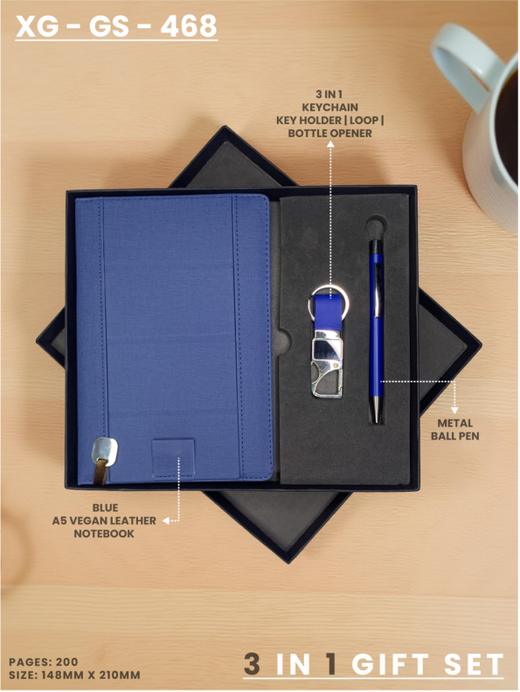 XG - GS - 468
3 IN 1
KEYCHAIN
KEY HOLDER | LOOP |
BOTTLE OPENER
METAL
BALL PEN
BLUE
A5 VEGAN LEATHER
NOTEBOOK
PAGES: 200
SIZE: 148MM X 210MM
3 IN 1 GIFT SET